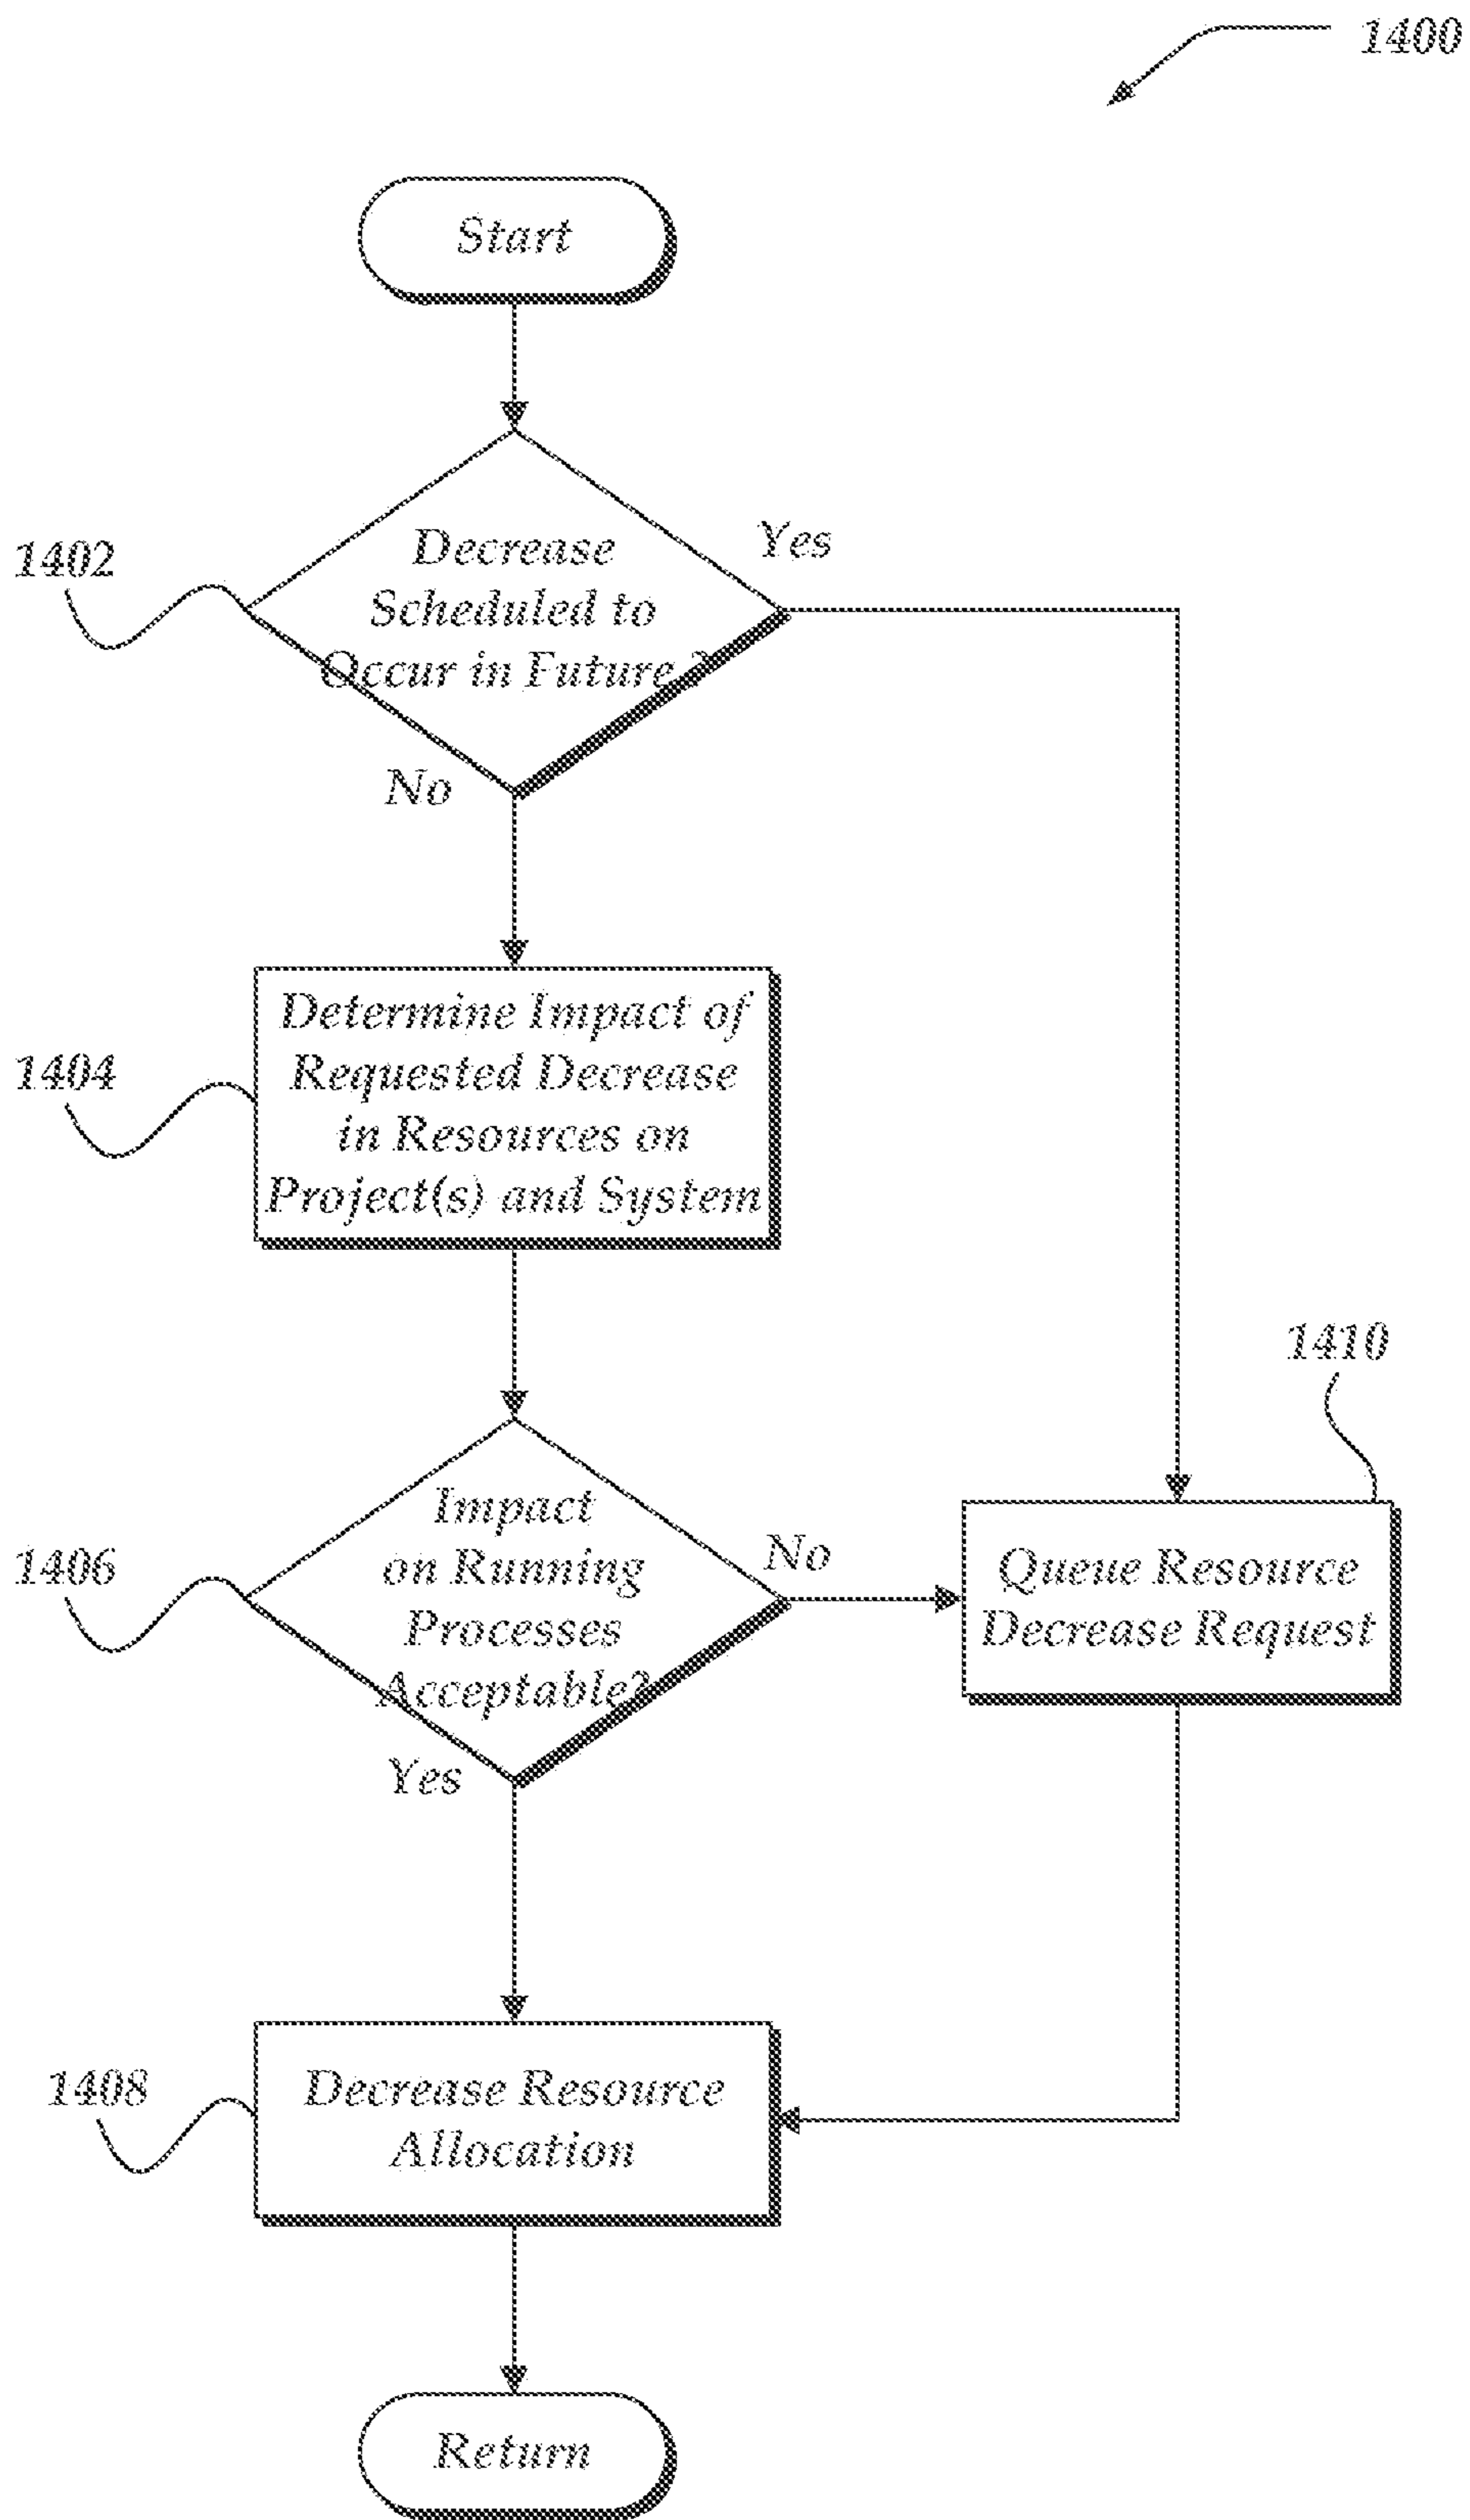 1400
Start
1402
Decrease
Scheduled to
Occur in Future ?
Yes
No
1404
Determine Impact of
Requested Decrease
in Resources on
Project(s) and System
1410
1406
Impact
on Running
Processes
Acceptable?
No
Yes
Queue Resource
Decrease Request
1408
Decrease Resource
Allocation
Return